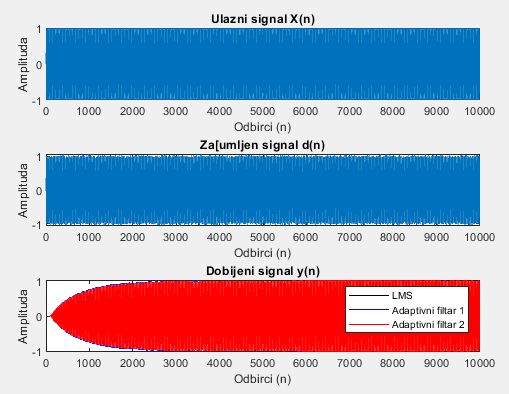 Ulazni signal X(n)
Amplituda
1
0
-1
0 1000 2000 3000 4000 5000 6000 7000 8000 9000 10000
Odbirci (n)
Za[umljen signal d(n)
Amplituda
1
0
-1
0 1000 2000 3000 4000 5000 6000 7000 8000 9000 10000
Odbirci (n)
Dobijeni signal y(n)
Amplituda
1
0
-1
LMS
Adaptivni filtar 1
Adaptivni filtar 2
0 1000 2000 3000 4000 5000 6000 7000 8000 9000 10000
Odbirci (n)